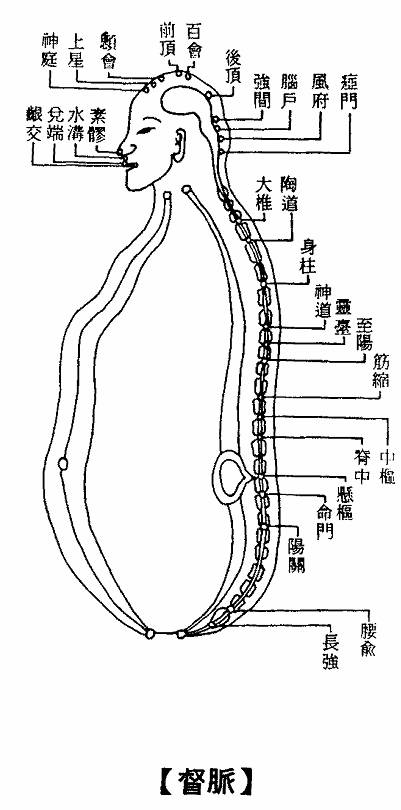 百會
前頂
顖會
上星
神庭
後頂
強間
腦戶
風府
瘂門
素髎
水溝
兌端
齦交
大椎
陶道
身柱
神道
靈臺
至陽
筋縮
中樞
脊中
懸樞
命門
陽關
腰俞
長強
【督脈】